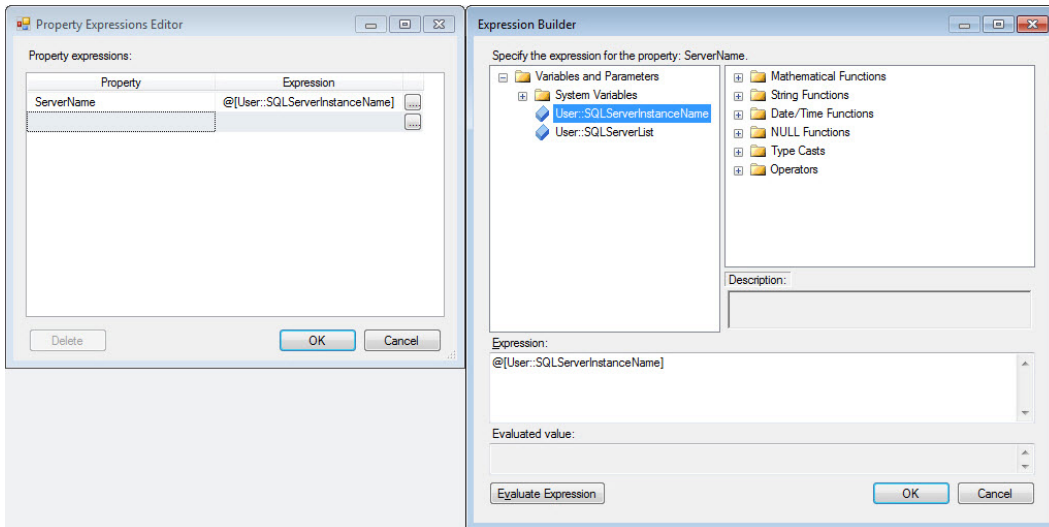 Property Expressions Editor
Property expressions:
Property Expression
ServerName @[User::SQLServerInstanceName] ...
...
Delete OK Cancel
Expression Builder
Specify the expression for the property: ServerName.
Variables and Parameters
System Variables
User::SQLServerInstanceName
User::SQLServerList
Mathematical Functions
String Functions
Date/Time Functions
NULL Functions
Type Casts
Operators
Description:
Expression:
@[User::SQLServerInstanceName]
Evaluated value:
Evaluate Expression OK Cancel